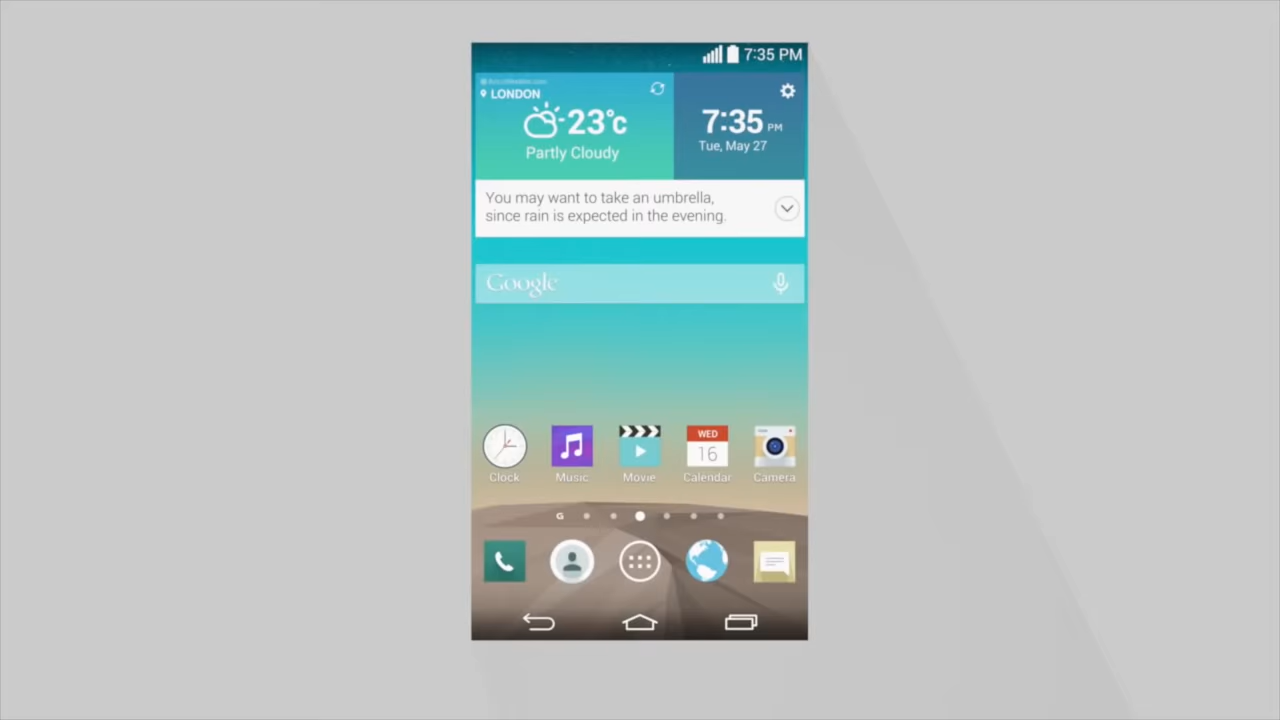 7:35 PM
LONDON
23°c
Partly Cloudy
7:35 PM
Tue, May 27
You may want to take an umbrella,
since rain is expected in the evening.
Google
WED
16
Clock
Music
Movie
Calendar
Camera
G